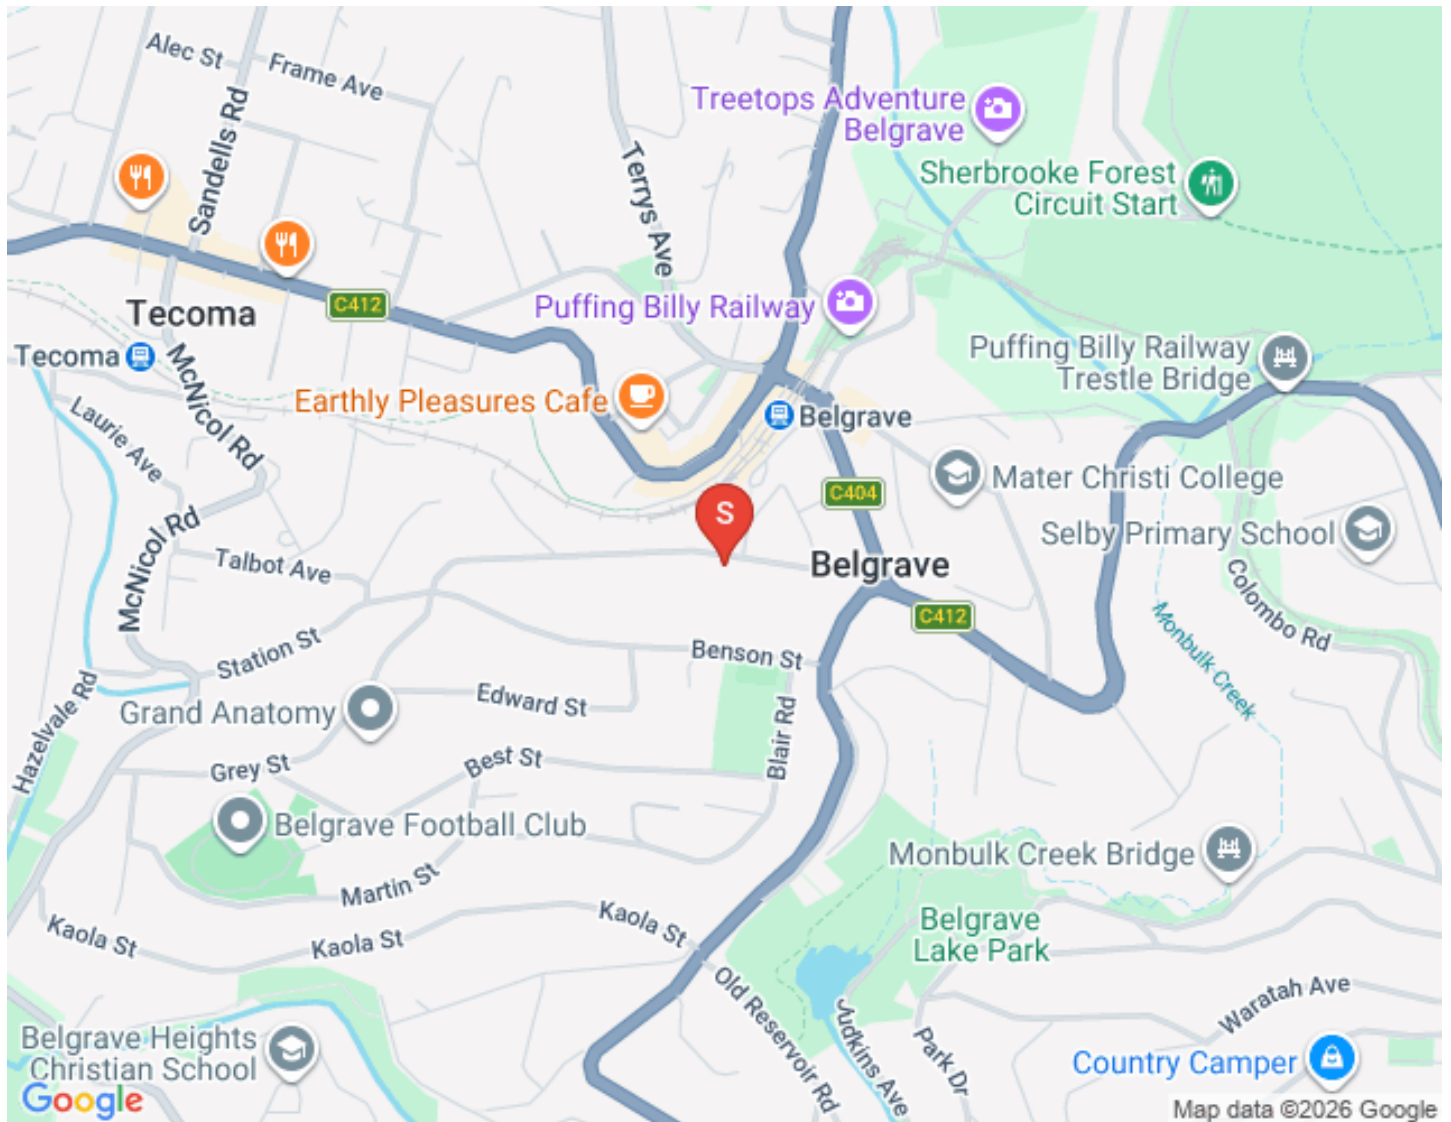 Alec St
Frame Ave
Sandells Rd
Terrys Ave
Treetops Adventure
Belgrave
Sherbrooke Forest
Circuit Start
C412
Tecoma
Puffing Billy Railway
Tecoma
McNicol Rd
Puffing Billy Railway
Trestle Bridge
Earthly Pleasures Cafe
Belgrave
Laurie Ave
Mater Christi College
C404
S
McNicol Rd
Selby Primary School
Talbot Ave
Belgrave
Colombo Rd
C412
Monbulk Creek
Station St
Benson St
Hazelvale Rd
Grand Anatomy
Edward St
Blair Rd
Grey St
Best St
Belgrave Football Club
Monbulk Creek Bridge
Martin St
Kaola St
Kaola St
Kaola St
Belgrave
Lake Park
Old Reservoir Rd
Judkins Ave
Park Dr
Waratah Ave
Belgrave Heights
Christian School
Country Camper
Google
Map data ©2026 Google